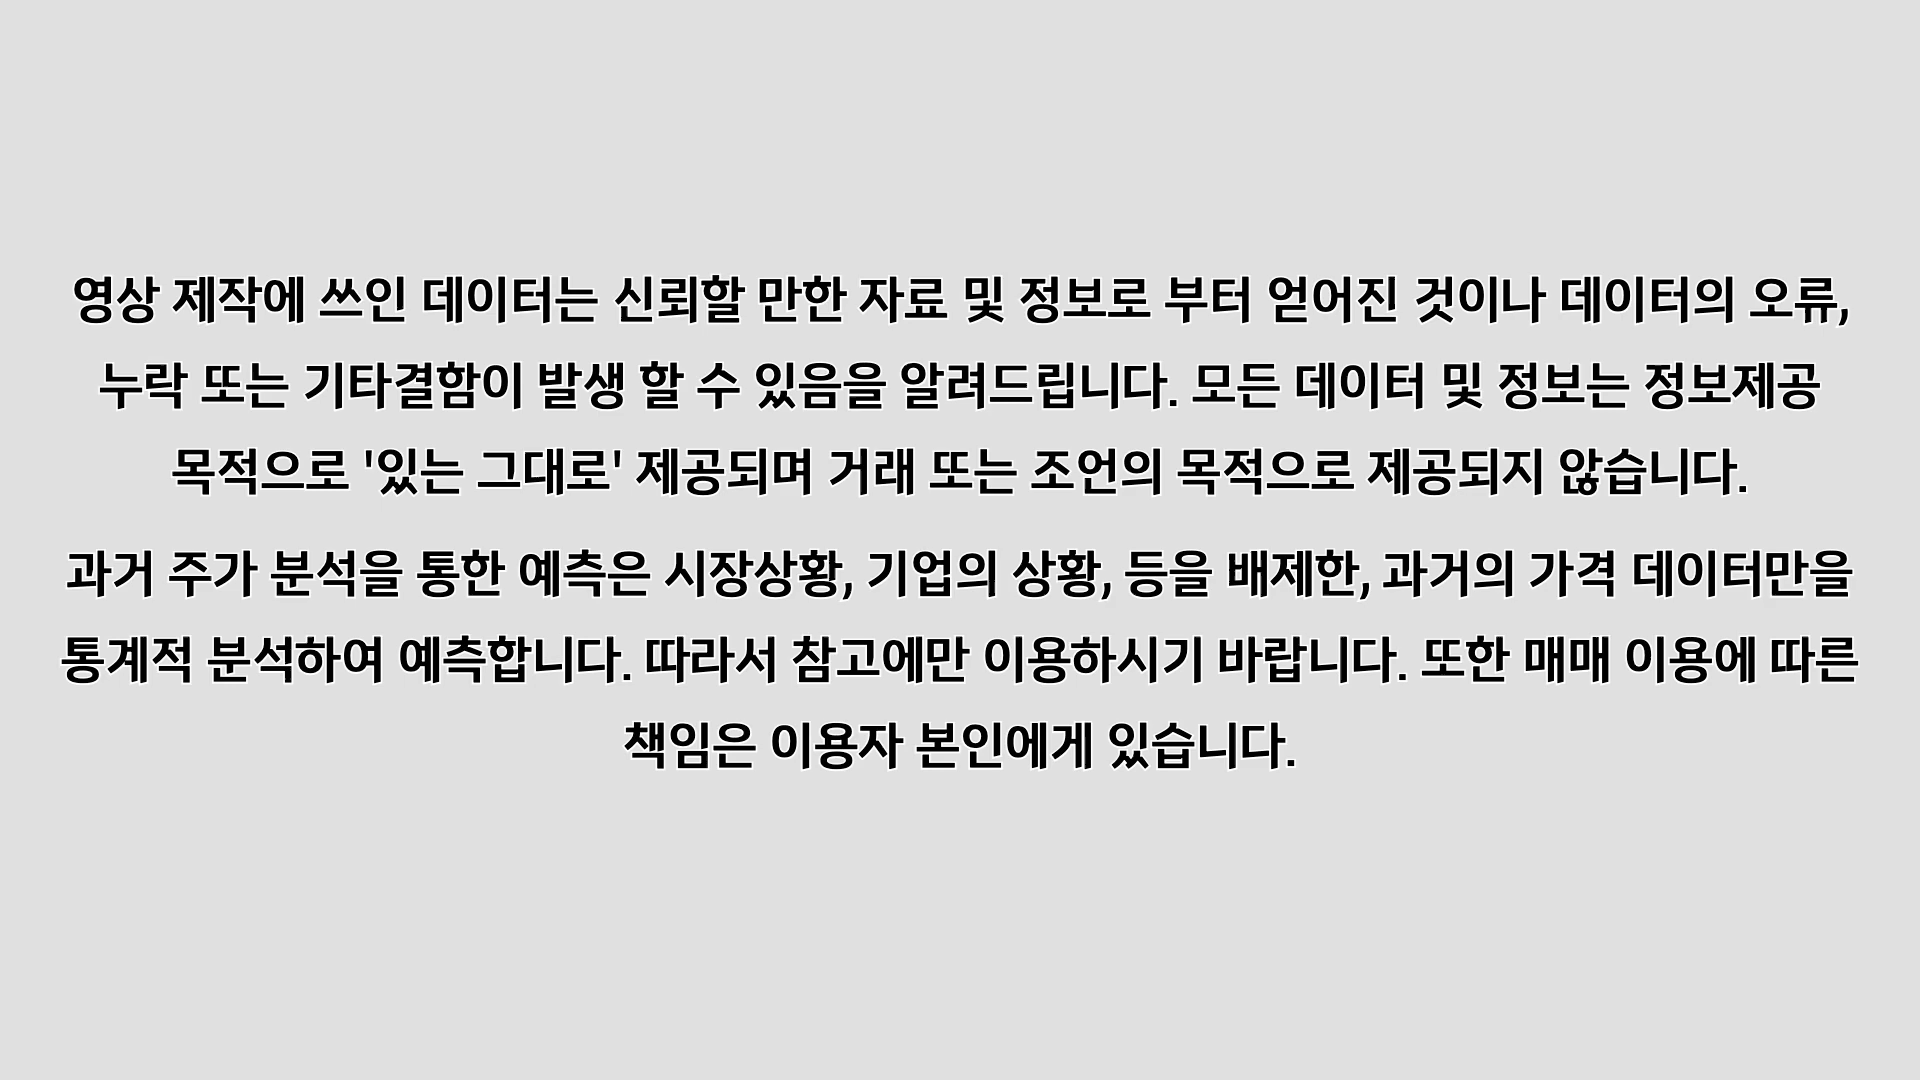 영상 제작에 쓰인 데이터는 신뢰할 만한 자료 및 정보로 부터 얻어진 것이나 데이터의 오류,
누락 또는 기타결함이 발생 할 수 있음을 알려드립니다. 모든 데이터 및 정보는 정보제공
목적으로 '있는 그대로' 제공되며 거래 또는 조언의 목적으로 제공되지 않습니다.
과거 주가 분석을 통한 예측은 시장상황, 기업의 상황, 등을 배제한, 과거의 가격 데이터만을
통계적 분석하여 예측합니다. 따라서 참고에만 이용하시기 바랍니다. 또한 매매 이용에 따른
책임은 이용자 본인에게 있습니다.